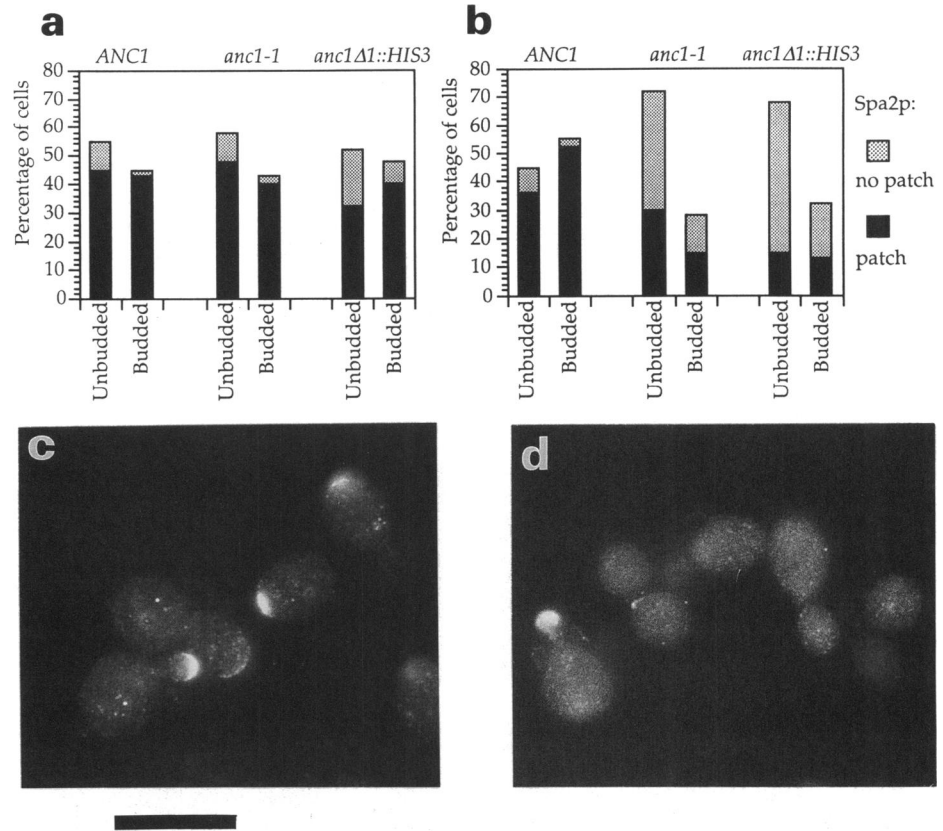 a
ANC1 anc1-1 anc1Δ1::HIS3
Percentage of cells
80
70
60
50
40
30
20
10
0
Unbudded
Budded
Unbudded
Budded
Unbudded
Budded
b
ANC1 anc1-1 anc1Δ1::HIS3
Percentage of cells
80
70
60
50
40
30
20
10
0
Unbudded
Budded
Unbudded
Budded
Unbudded
Budded
Spa2p:
no patch
patch
c
d